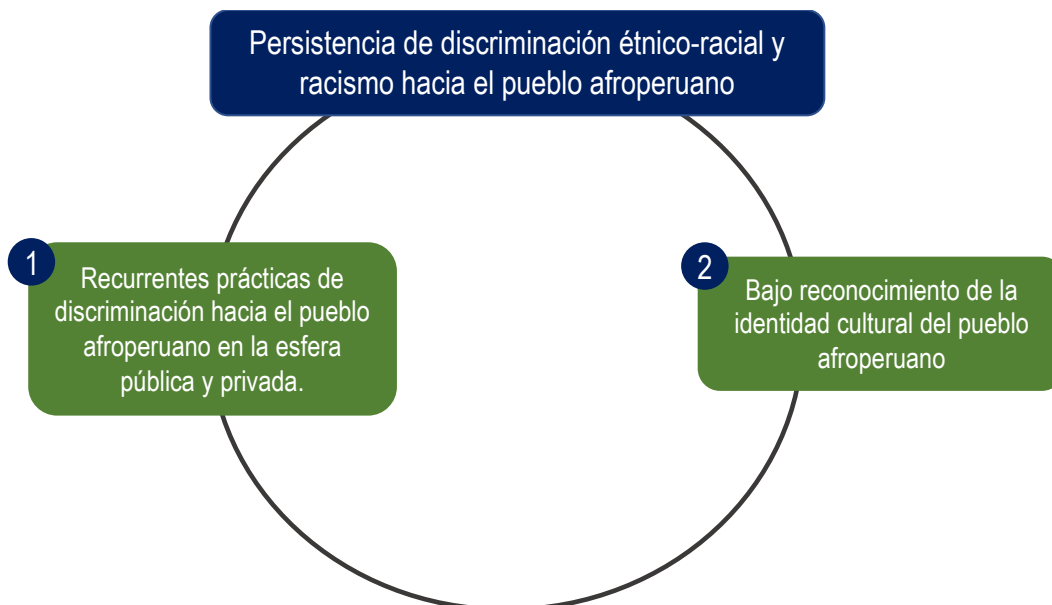 Persistencia de discriminación étnico-racial y
racismo hacia el pueblo afroperuano
1
Recurrentes prácticas de
discriminación hacia el pueblo
afroperuano en la esfera
pública y privada.
2
Bajo reconocimiento de la
identidad cultural del pueblo
afroperuano